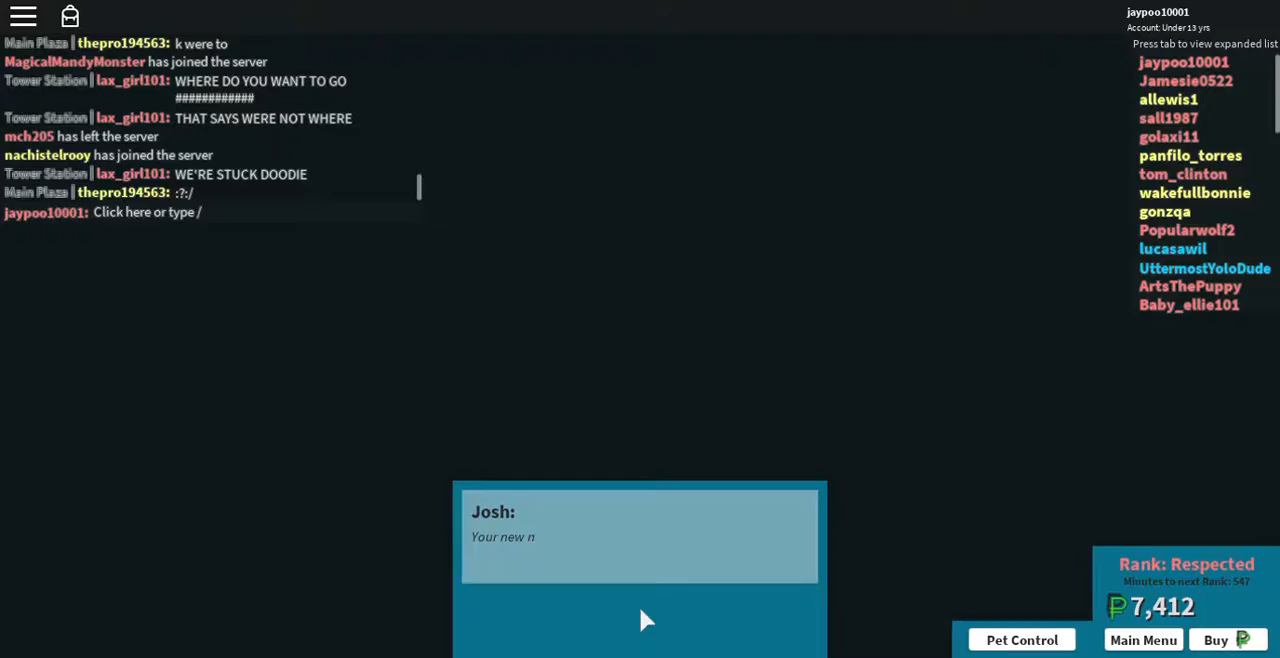 Main Plaza | thepro194563: k were to
MagicalMandyMonster has joined the server
Tower Station | lax_girl101: WHERE DO YOU WANT TO GO
############
Tower Station | lax_girl101: THAT SAYS WERE NOT WHERE
mch205 has left the server
nachistelrooy has joined the server
Tower Station | lax_girl101: WE'RE STUCK DOODIE
Main Plaza | thepro194563: :?:/
jaypoo10001: Click here or type /
jaypoo10001
Account: Under 13 yrs
Press tab to view expanded list
jaypoo10001
Jamesie0522
allewis1
sall1987
golaxi11
panfilo_torres
tom_clinton
wakefullbonnie
gonzqa
Popularwolf2
lucasawil
UttermostYoloDude
ArtsThePuppy
Baby_ellie101
Josh:
Your new n
Rank: Respected
Minutes to next Rank: 547
7,412
Pet Control
Main Menu
Buy